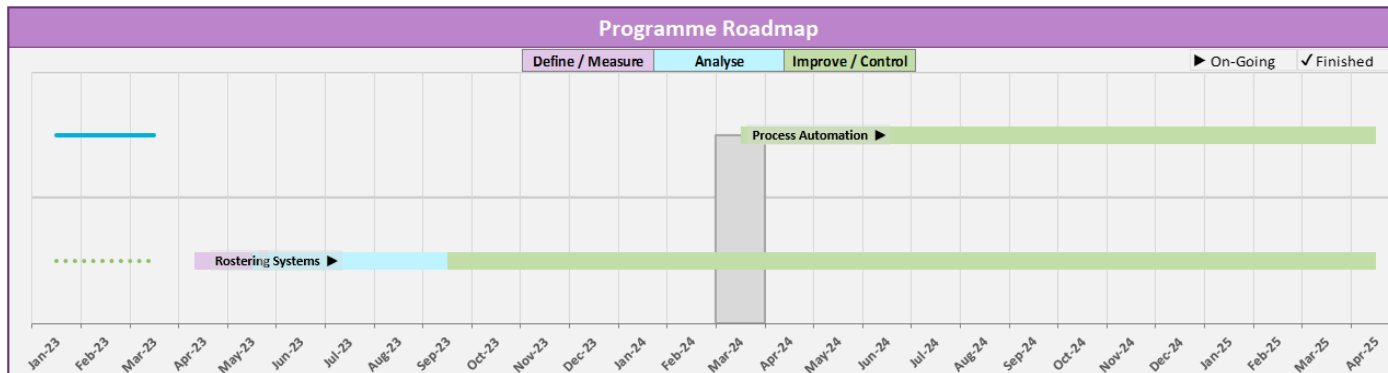 Programme Roadmap
Define / Measure Analyse Improve / Control ▶ On-Going ✓ Finished
Process Automation ▶
Rostering Systems ▶
Jan-23 Feb-23 Mar-23 Apr-23 May-23 Jun-23 Jul-23 Aug-23 Sep-23 Oct-23 Nov-23 Dec-23 Jan-24 Feb-24 Mar-24 Apr-24 May-24 Jun-24 Jul-24 Aug-24 Sep-24 Oct-24 Nov-24 Dec-24 Jan-25 Feb-25 Mar-25 Apr-25